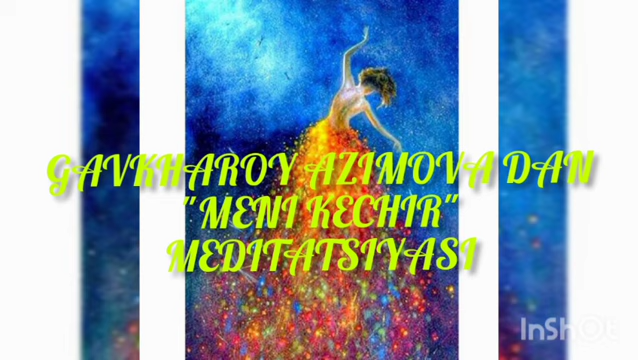 GAVKHAROY AZIMOVA DAN
"MENI KECHIR"
MEDITATSIYASI
InShOt